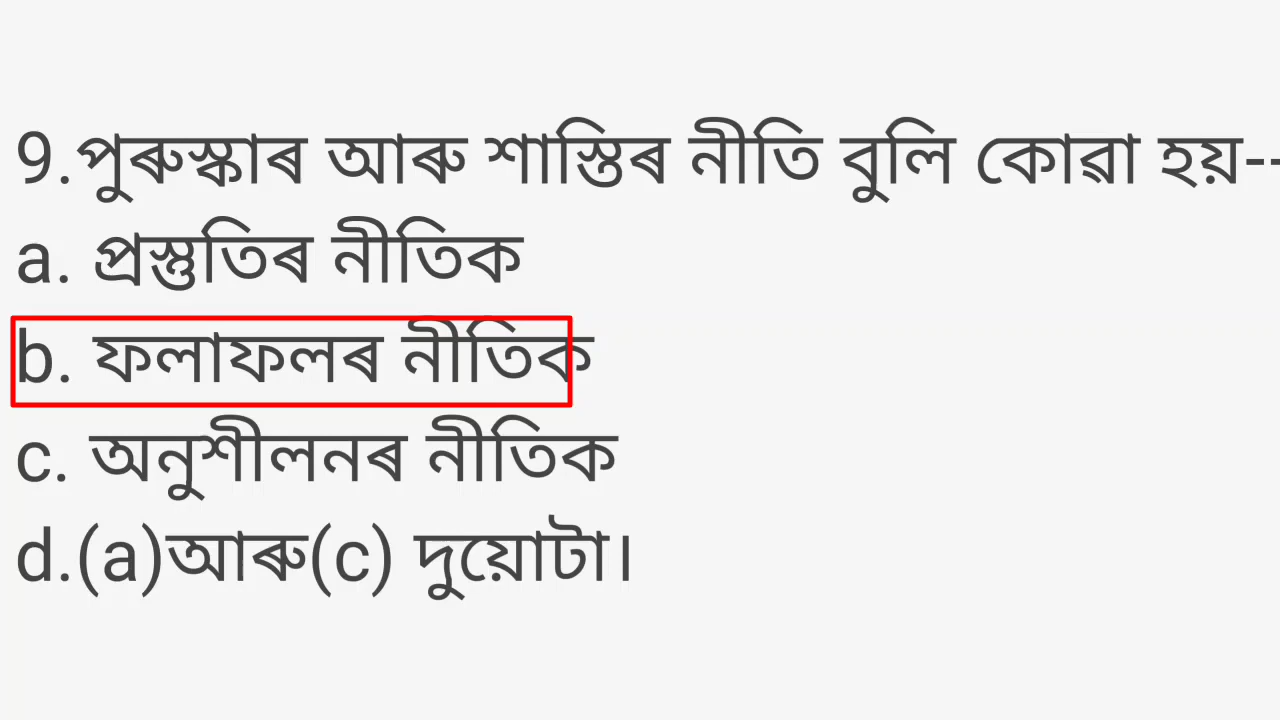 9.পুৰুস্কাৰ আৰু শাস্তিৰ নীতি বুলি কোৱা হয়--
a. প্ৰস্তুতিৰ নীতিক
b. ফলাফলৰ নীতিক
c. অনুশীলনৰ নীতিক
d.(a)আৰু(c) দুয়োটা।